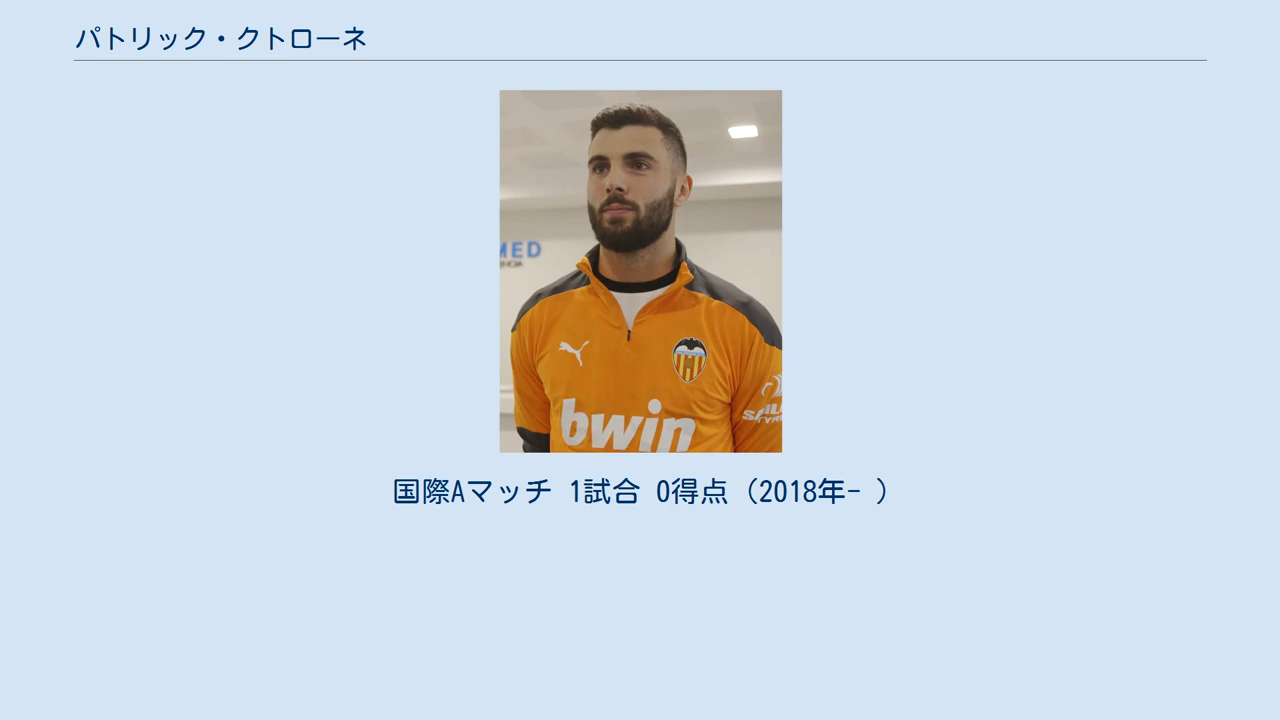 パトリック・クトローネ
MED
bwin
国際Aマッチ 1試合 0得点（2018年- ）